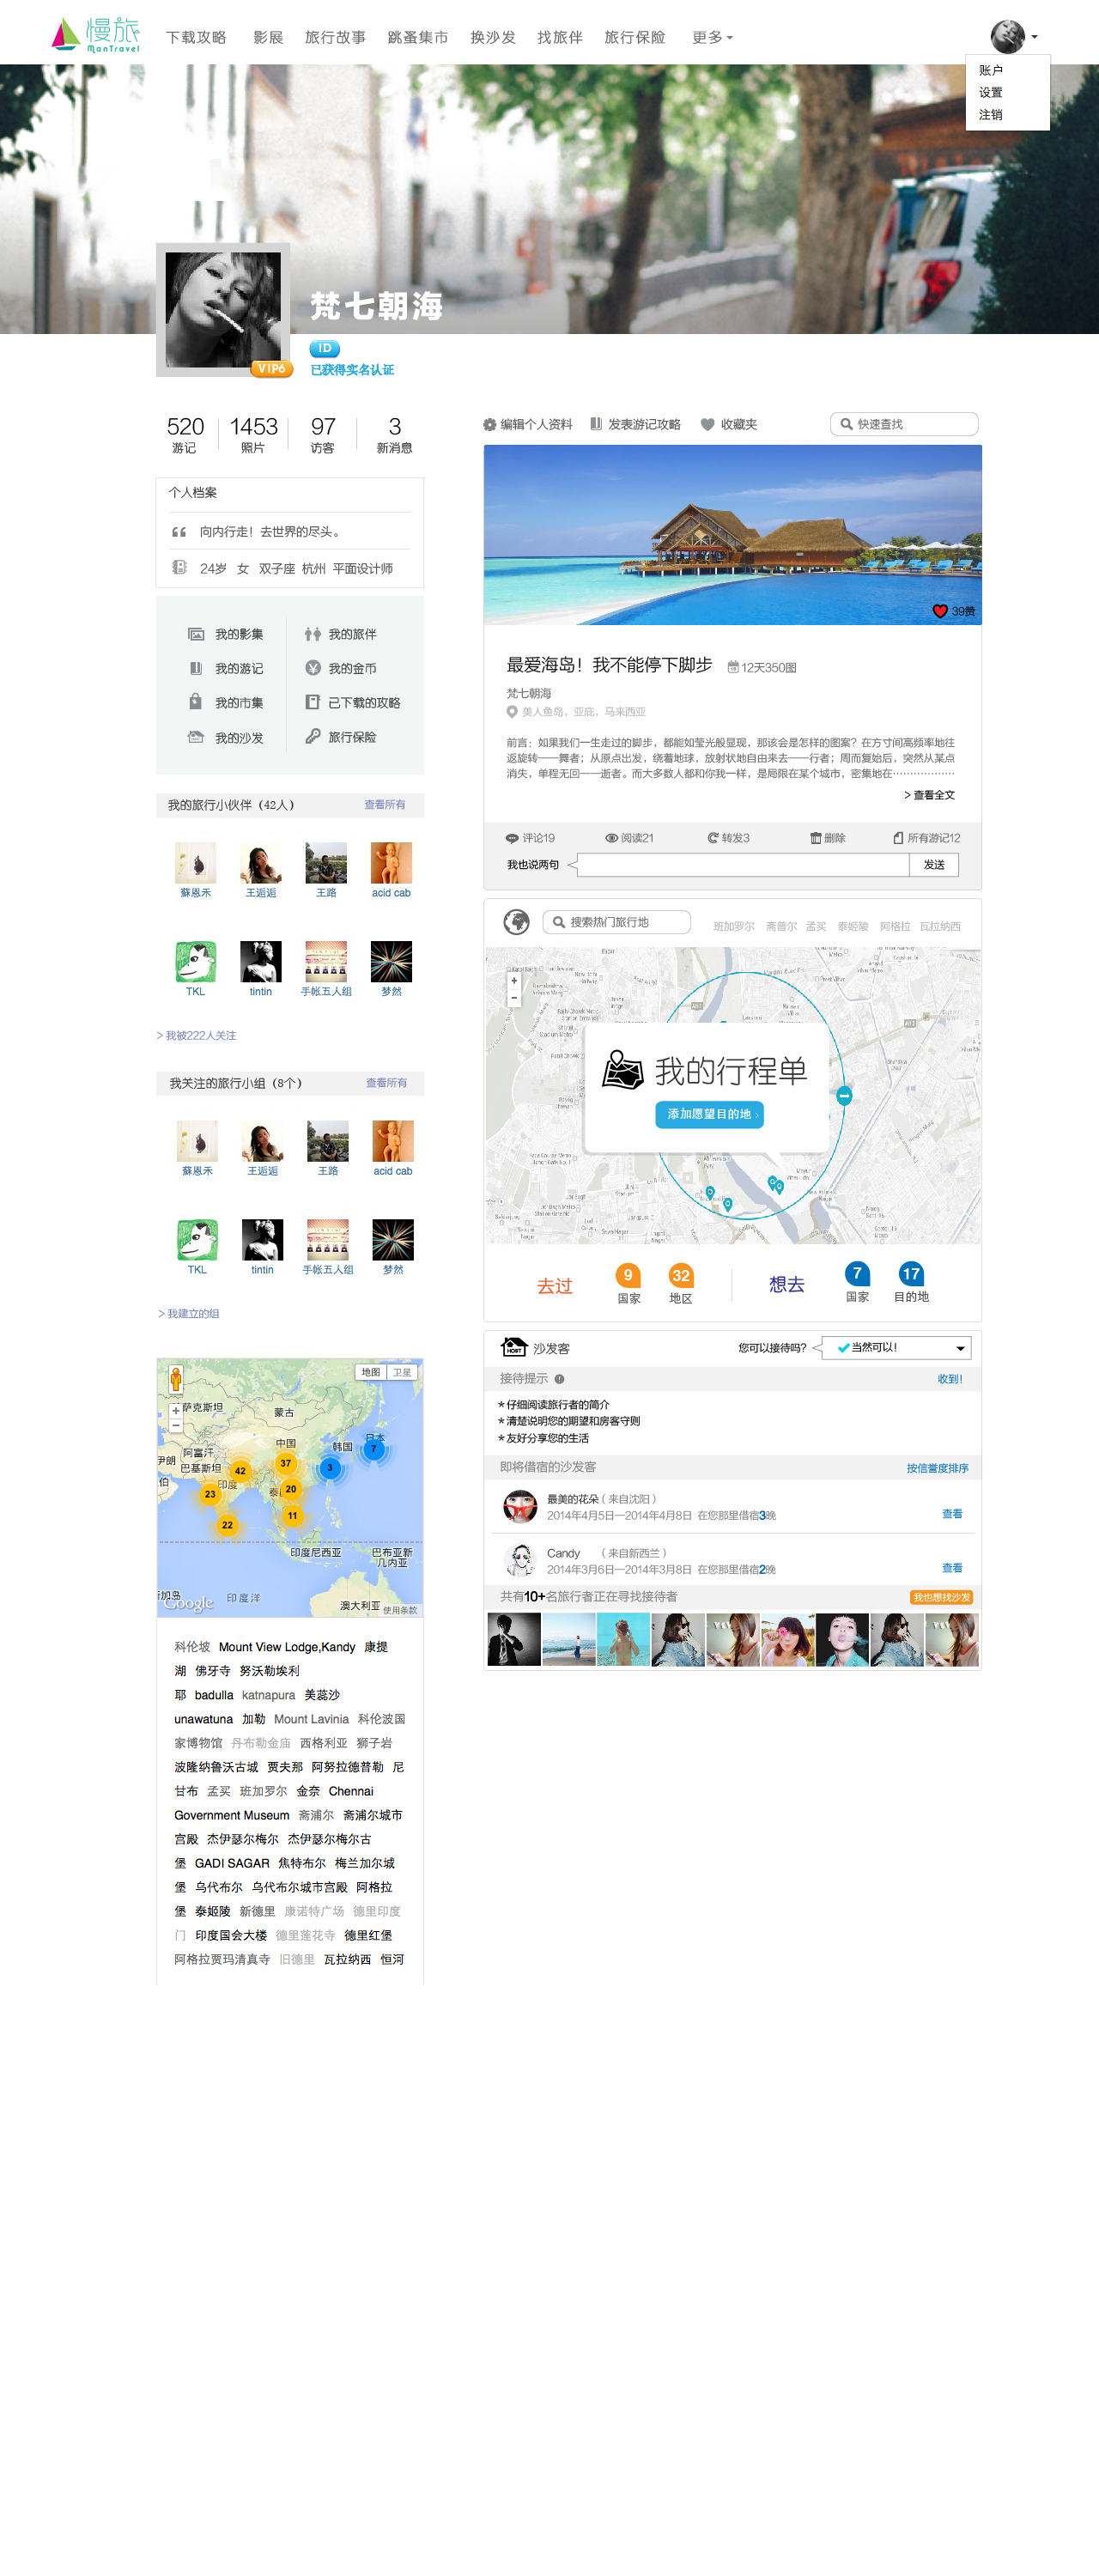 慢旅
ManTravel
下载攻略 影展 旅行故事 跳蚤集市 换沙发 找旅伴 旅行保险 更多
账户
设置
注销
梵七朝海
ID
VIP6
已获得实名认证
520 1453 97 3
游记 照片 访客 新消息
个人档案
向内行走！去世界的尽头。
24岁 女 双子座 杭州 平面设计师
我的影集 我的旅伴
我的游记 我的金币
我的市集 已下载的攻略
我的沙发 旅行保险
我的旅行小伙伴（42人） 查看所有
蘇恩禾 王逅逅 王路 acid cab
TKL tintin 手帐五人组 梦然
> 我被222人关注
我关注的旅行小组（8个） 查看所有
蘇恩禾 王逅逅 王路 acid cab
TKL tintin 手帐五人组 梦然
> 我建立的组
地图 卫星
萨克斯坦
蒙古
日本
中国
韩国
阿富汗
伊朗
巴基斯坦
印度
伯
泰
42 37 3 7 23 20 11 22
印度尼西亚
巴布亚新
几内亚
加岛
Google
印度洋
澳大利亚
使用条款
科伦坡 Mount View Lodge,Kandy 康提
湖 佛牙寺 努沃勒埃利
耶 badulla katnapura 美蕊沙
unawatuna 加勒 Mount Lavinia 科伦波国
家博物馆 丹布勒金庙 西格利亚 狮子岩
波隆纳鲁沃古城 贾夫那 阿努拉德普勒 尼
甘布 孟买 班加罗尔 金奈 Chennai
Government Museum 斋浦尔 斋浦尔城市
宫殿 杰伊瑟尔梅尔 杰伊瑟尔梅尔古
堡 GADI SAGAR 焦特布尔 梅兰加尔城
堡 乌代布尔 乌代布尔城市宫殿 阿格拉
堡 泰姬陵 新德里 康诺特广场 德里印度
门 印度国会大楼 德里莲花寺 德里红堡
阿格拉贾玛清真寺 旧德里 瓦拉纳西 恒河
编辑个人资料 发表游记攻略 收藏夹 快速查找
39赞
最爱海岛！我不能停下脚步 12天350图
梵七朝海
美人鱼岛，亚庇，马来西亚
前言：如果我们一生走过的脚步，都能如莹光般显现，那该会是怎样的图案？在方寸间高频率地往
返旋转——舞者；从原点出发，绕着地球，放射状地自由来去——行者；周而复始后，突然从某点
消失，单程无回——逝者。而大多数人都和你我一样，是局限在某个城市，密集地在………………
> 查看全文
评论19 阅读21 转发3 删除 所有游记12
我也说两句 发送
搜索热门旅行地 班加罗尔 斋普尔 孟买 泰姬陵 阿格拉 瓦拉纳西
我的行程单
添加愿望目的地 >
去过 9 国家 32 地区 想去 7 国家 17 目的地
HOST 沙发客 您可以接待吗？ 当然可以！
接待提示 收到！
*仔细阅读旅行者的简介
*清楚说明您的期望和房客守则
*友好分享您的生活
即将借宿的沙发客 按信誉度排序
最美的花朵（来自沈阳）
2014年4月5日—2014年4月8日 在您那里借宿3晚 查看
Candy （来自新西兰）
2014年3月6日—2014年3月8日 在您那里借宿2晚 查看
共有10+名旅行者正在寻找接待者 我也想找沙发